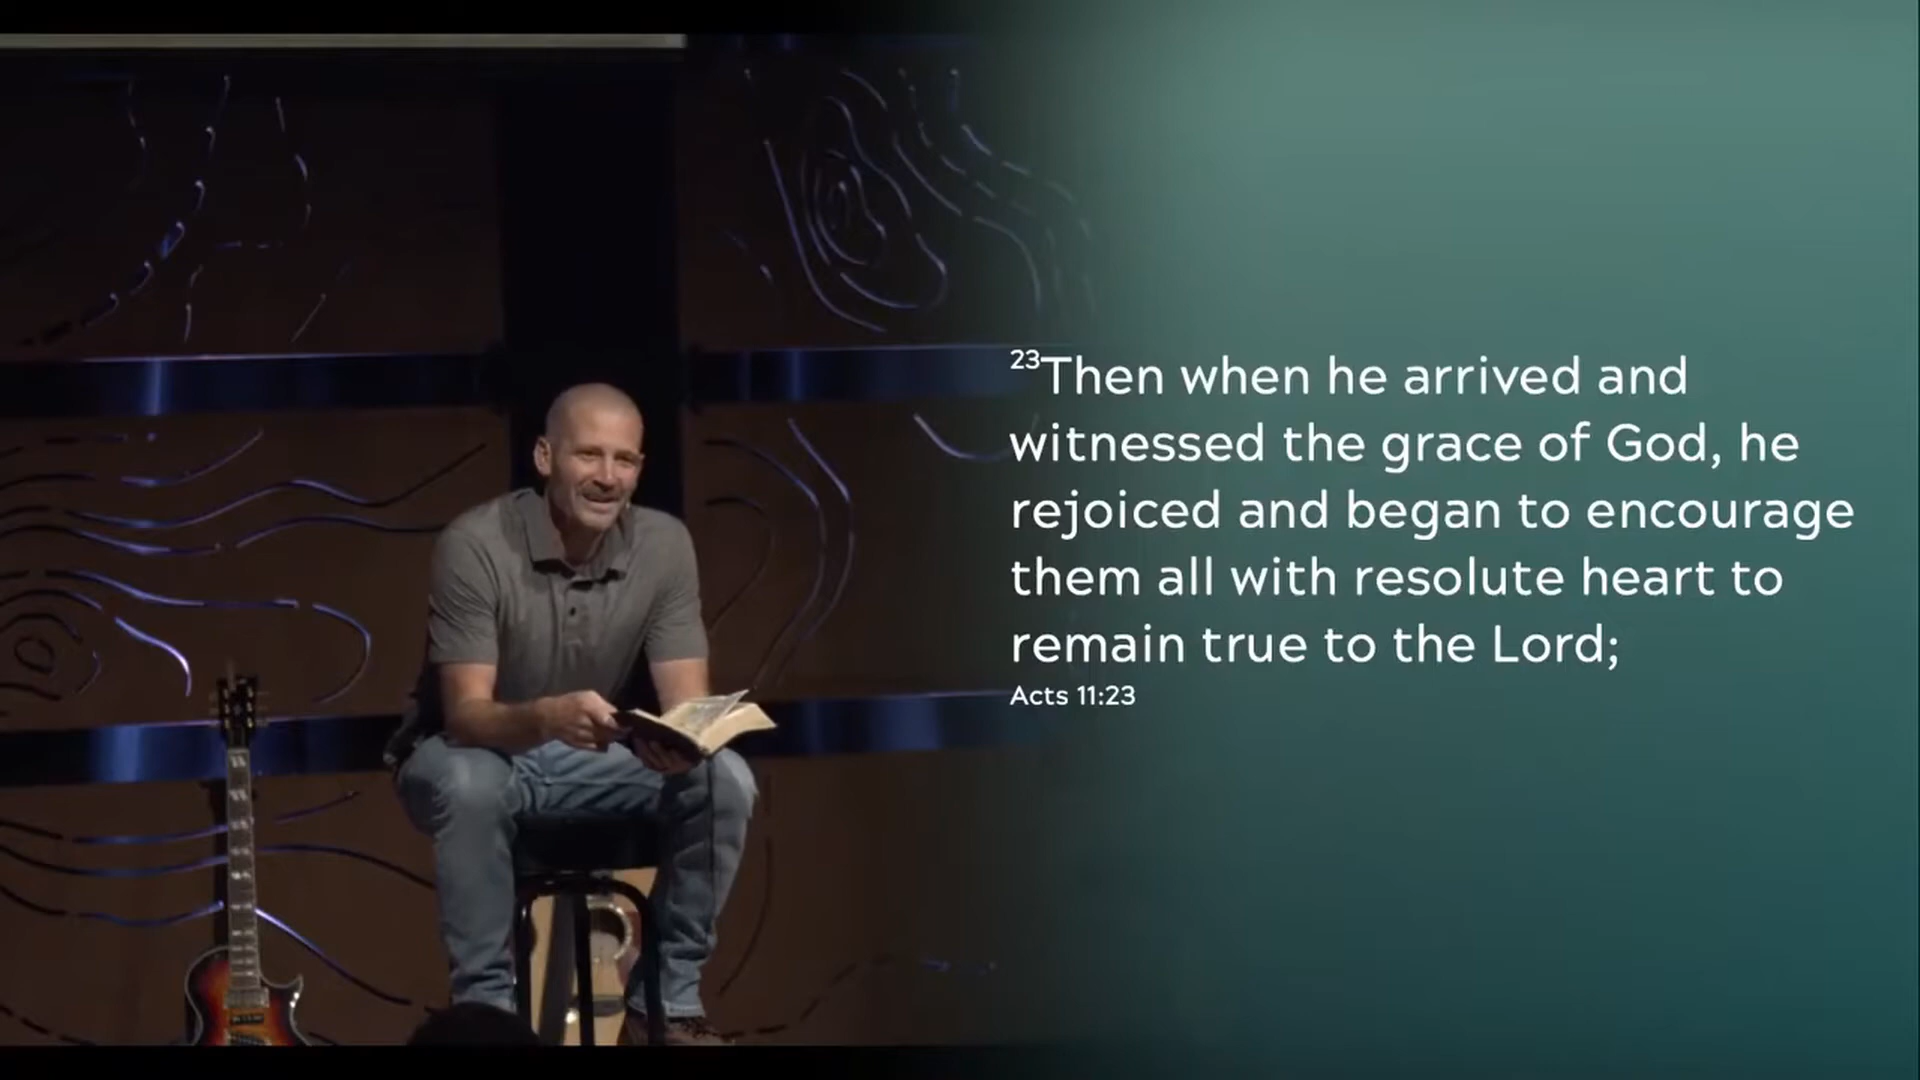 23Then when he arrived and
witnessed the grace of God, he
rejoiced and began to encourage
them all with resolute heart to
remain true to the Lord;
Acts 11:23